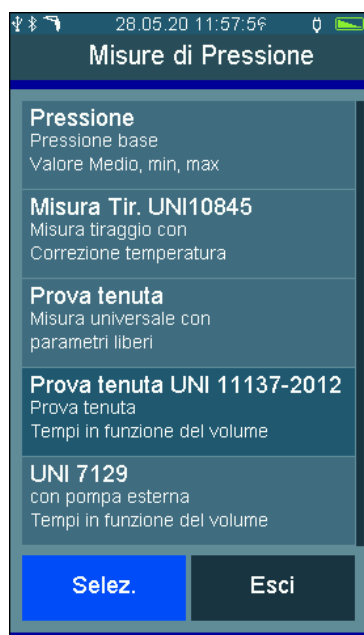 28.05.20 11:57:56
Misure di Pressione
Pressione
Pressione base
Valore Medio, min, max
Misura Tir. UNI10845
Misura tiraggio con
Correzione temperatura
Prova tenuta
Misura universale con
parametri liberi
Prova tenuta UNI 11137-2012
Prova tenuta
Tempi in funzione del volume
UNI 7129
con pompa esterna
Tempi in funzione del volume
Selez.
Esci